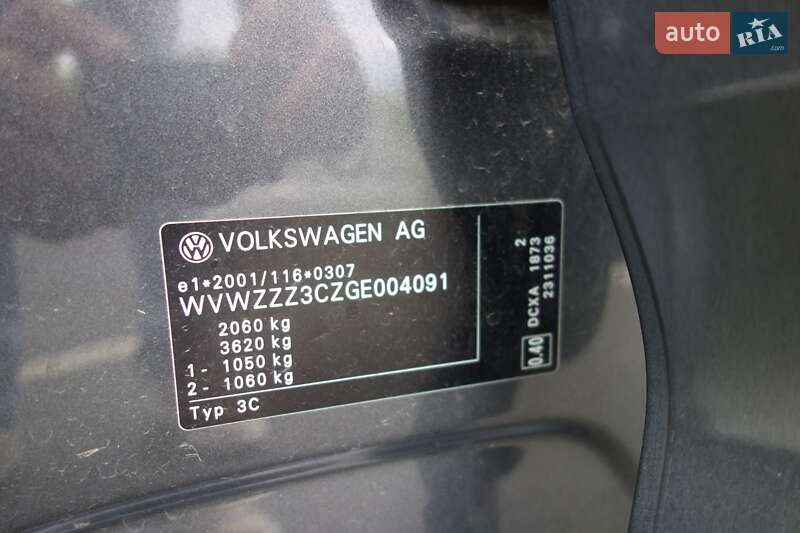 auto RIA
.com
VOLKSWAGEN AG
e1*2001/116*0307
WVWZZZ3CZGE004091
2060 kg
3620 kg
1 - 1050 kg
2 - 1060 kg
Typ 3C
2
DCXA 1873
2311036
0.40